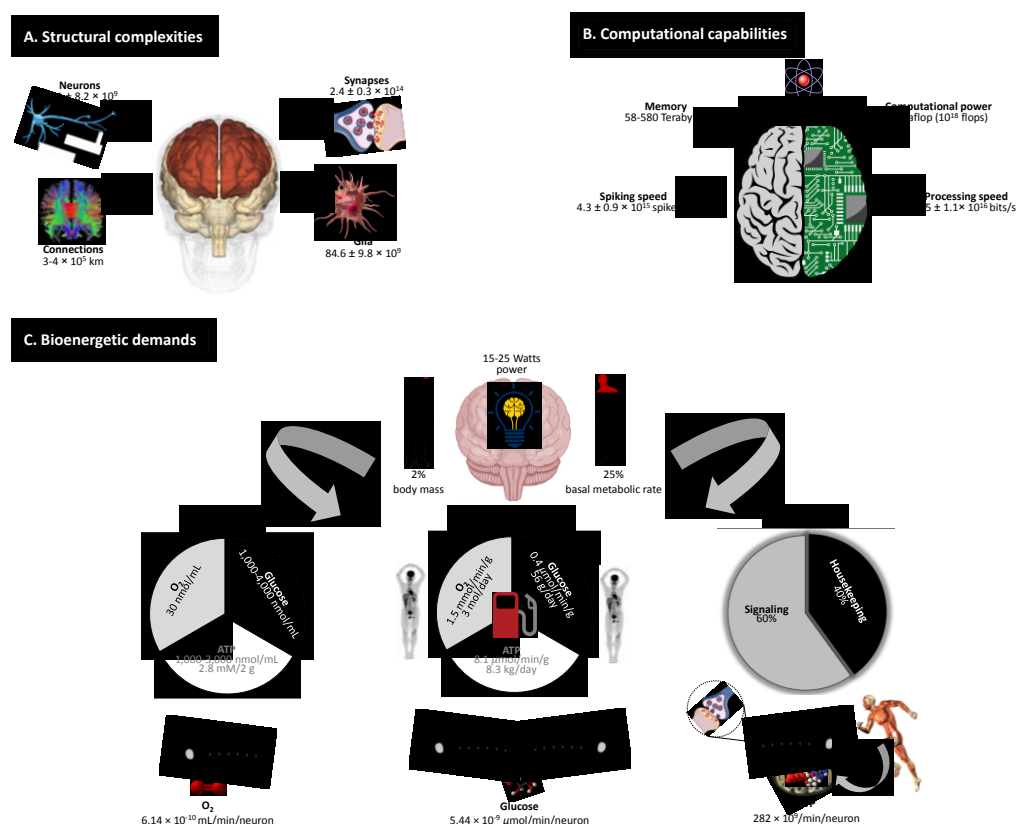 A. Structural complexities
Neurons
± 8.2 × 10⁹
Synapses
2.4 ± 0.3 × 10¹⁴
Connections
3-4 × 10⁵ km
Glia
84.6 ± 9.8 × 10⁹
B. Computational capabilities
Memory
58-580
Computational power
(10¹⁸ flops)
Spiking speed
4.3 ± 0.9 × 10¹⁵
Processing speed
± 1.1× 10¹⁶ bits/s
C. Bioenergetic demands
15-25 Watts
power
2%
body mass
25%
basal metabolic rate
O₂
30 nmol/mL
Glucose
1,000-4,000 nmol/mL
ATP
1,000-3,000 nmol/mL
2.8 mM/2 g
O₂
1.5 mmol/min/g
3 mol/day
Glucose
0.4 μmol/min/g
56 g/day
ATP
8.1 μmol/min/g
8.3 kg/day
Signaling
60%
Housekeeping
40%
O₂
6.14 × 10⁻¹⁰ mL/min/neuron
Glucose
5.44 × 10⁻⁹ μmol/min/neuron
282 × 10⁹/min/neuron